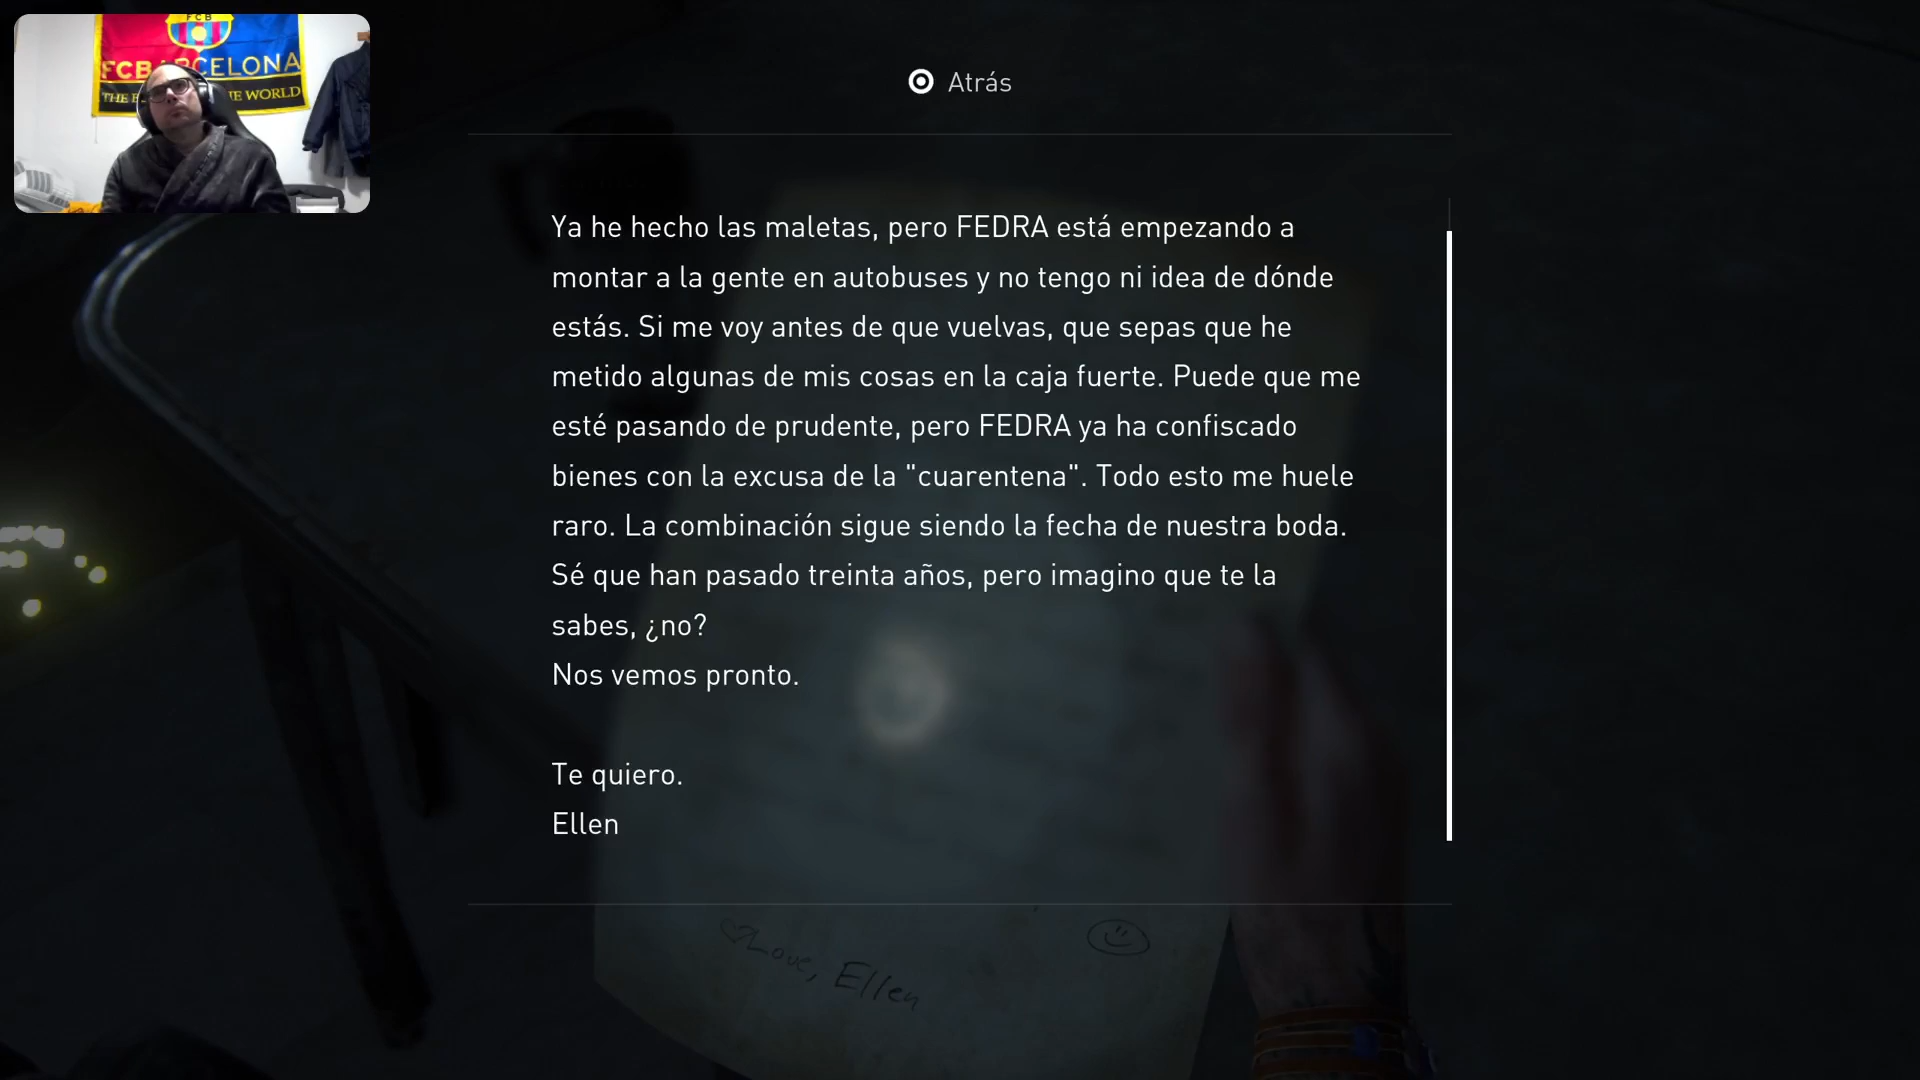 FCB
FC BARCELONA
Atrás
Ya he hecho las maletas, pero FEDRA está empezando a
montar a la gente en autobuses y no tengo ni idea de dónde
estás. Si me voy antes de que vuelvas, que sepas que he
metido algunas de mis cosas en la caja fuerte. Puede que me
esté pasando de prudente, pero FEDRA ya ha confiscado
bienes con la excusa de la "cuarentena". Todo esto me huele
raro. La combinación sigue siendo la fecha de nuestra boda.
Sé que han pasado treinta años, pero imagino que te la
sabes, ¿no?
Nos vemos pronto.
Te quiero.
Ellen
Love, Ellen